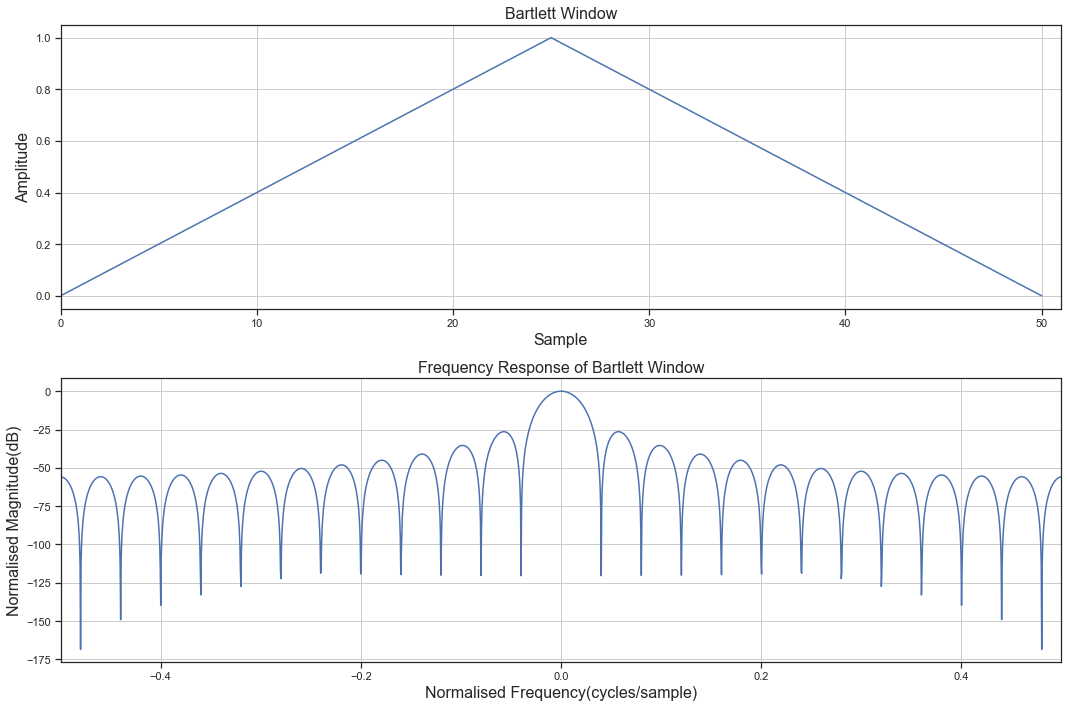 Bartlett Window
1.0
0.8
0.6
0.4
0.2
0.0
Amplitude
0 10 20 30 40 50
Sample
Frequency Response of Bartlett Window
0
−25
−50
−75
−100
−125
−150
−175
Normalised Magnitude(dB)
−0.4 −0.2 0.0 0.2 0.4
Normalised Frequency(cycles/sample)